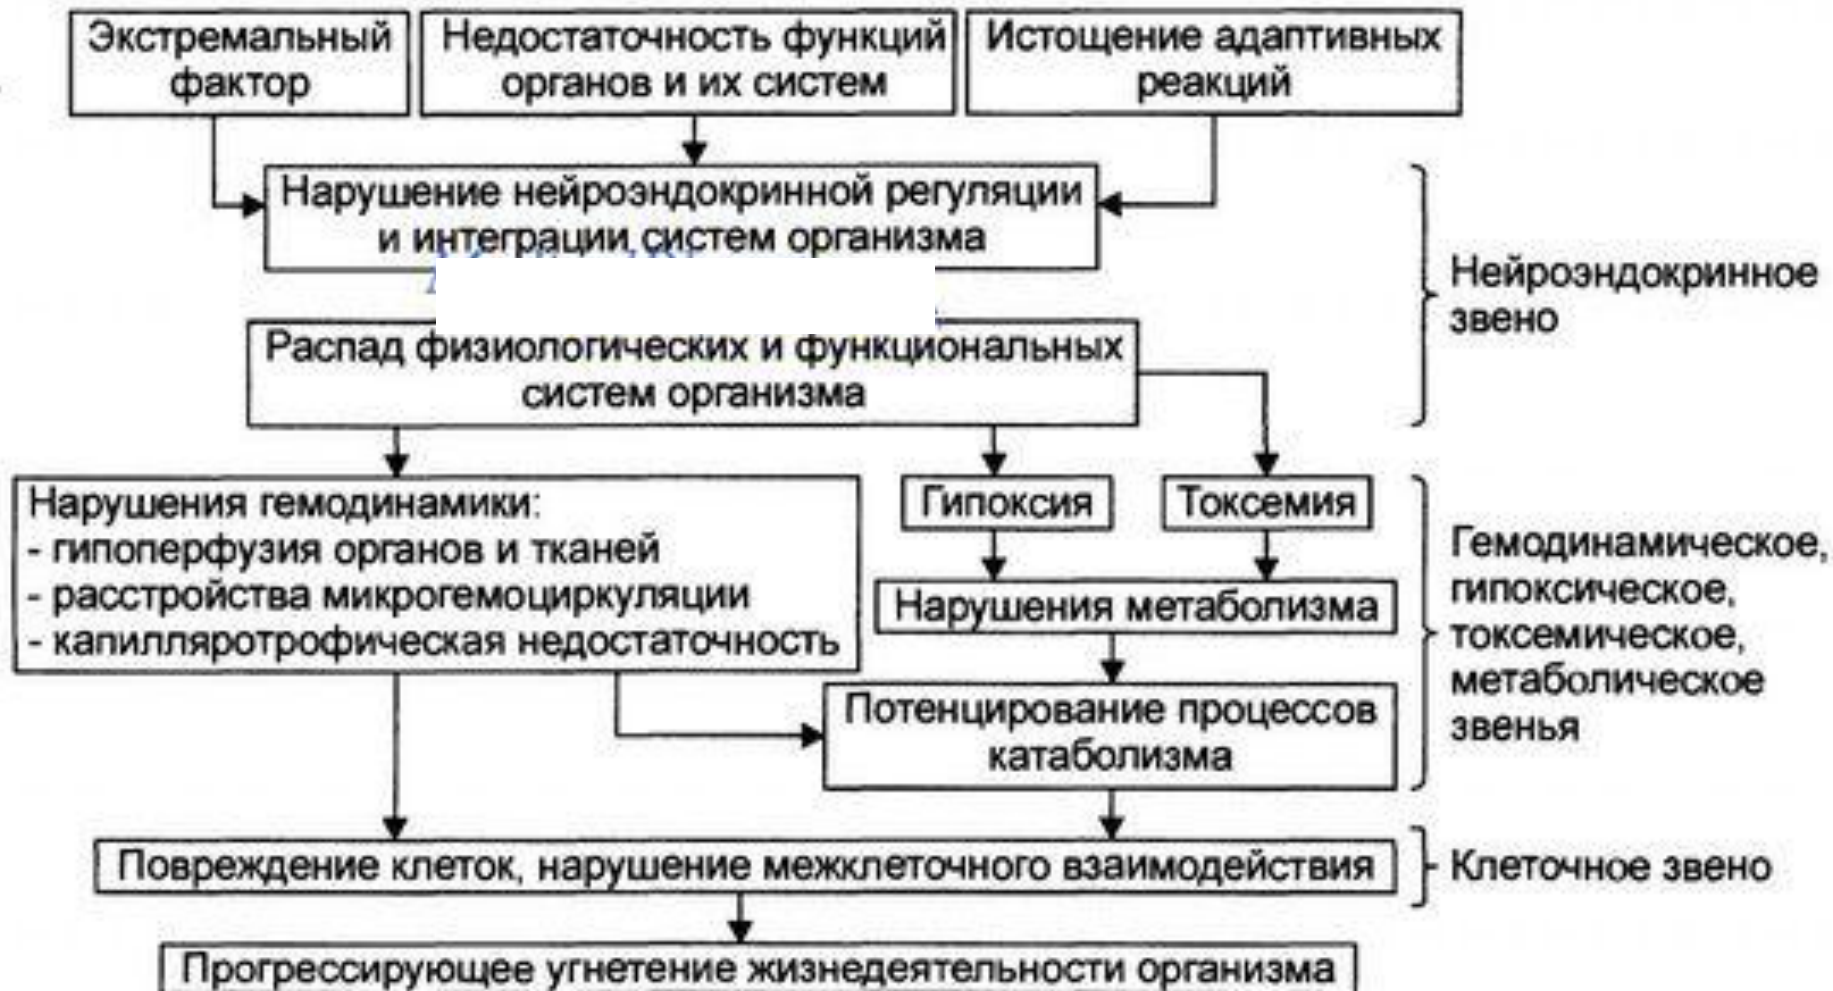 Экстремальный
фактор
Недостаточность функций
органов и их систем
Истощение адаптивных
реакций
Нарушение нейроэндокринной регуляции
и интеграции систем организма
Нейроэндокринное
звено
Распад физиологических и функциональных
систем организма
Нарушения гемодинамики:
- гипоперфузия органов и тканей
- расстройства микрогемоциркуляции
- капилляротрофическая недостаточность
Гипоксия
Токсемия
Нарушения метаболизма
Потенцирование процессов
катаболизма
Гемодинамическое,
гипоксическое,
токсемическое,
метаболическое
звенья
Повреждение клеток, нарушение межклеточного взаимодействия
Клеточное звено
Прогрессирующее угнетение жизнедеятельности организма